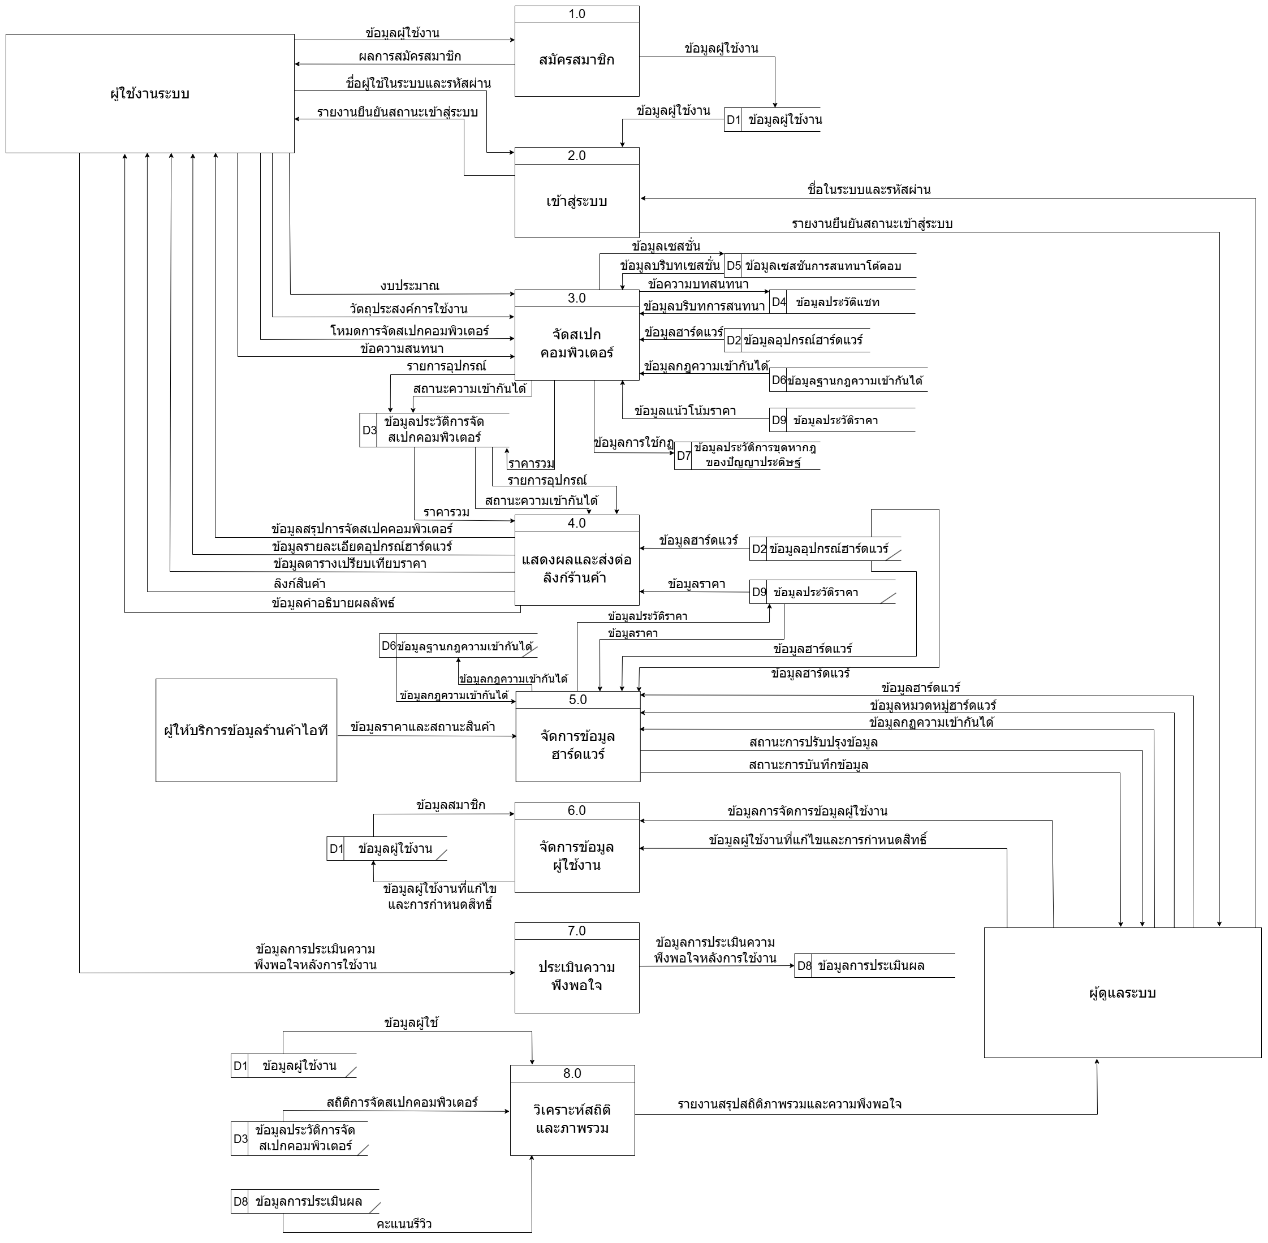 1.0
สมัครสมาชิก
ผู้ใช้งานระบบ
ข้อมูลผู้ใช้งาน
ผลการสมัครสมาชิก
ชื่อผู้ใช้ในระบบและรหัสผ่าน
รายงานยืนยันสถานะเข้าสู่ระบบ
ข้อมูลผู้ใช้งาน
ข้อมูลผู้ใช้งาน
D1 ข้อมูลผู้ใช้งาน
2.0
เข้าสู่ระบบ
ชื่อในระบบและรหัสผ่าน
รายงานยืนยันสถานะเข้าสู่ระบบ
ข้อมูลเซสชั่น
ข้อมูลบริบทเซสชั่น
D5 ข้อมูลเซสชันการสนทนาโต้ตอบ
ข้อความบทสนทนา
ข้อมูลบริบทการสนทนา
D4 ข้อมูลประวัติแชท
งบประมาณ
วัตถุประสงค์การใช้งาน
โหมดการจัดสเปกคอมพิวเตอร์
ข้อความสนทนา
3.0
จัดสเปก
คอมพิวเตอร์
ข้อมูลฮาร์ดแวร์
D2 ข้อมูลอุปกรณ์ฮาร์ดแวร์
ข้อมูลกฎความเข้ากันได้
D6 ข้อมูลฐานกฎความเข้ากันได้
รายการอุปกรณ์
สถานะความเข้ากันได้
D3 ข้อมูลประวัติการจัด
สเปกคอมพิวเตอร์
ข้อมูลแนวโน้มราคา
D9 ข้อมูลประวัติราคา
ข้อมูลการใช้กฏ
D7 ข้อมูลประวัติการขุดหากฎ
ของปัญญาประดิษฐ์
ราคารวม
รายการอุปกรณ์
สถานะความเข้ากันได้
ราคารวม
4.0
แสดงผลและส่งต่อ
ลิงก์ร้านค้า
ข้อมูลสรุปการจัดสเปคคอมพิวเตอร์
ข้อมูลรายละเอียดอุปกรณ์ฮาร์ดแวร์
ข้อมูลตารางเปรียบเทียบราคา
ลิงก์สินค้า
ข้อมูลคำอธิบายผลลัพธ์
ข้อมูลฮาร์ดแวร์
D2 ข้อมูลอุปกรณ์ฮาร์ดแวร์
ข้อมูลราคา
D9 ข้อมูลประวัติราคา
ข้อมูลประวัติราคา
ข้อมูลราคา
ข้อมูลฮาร์ดแวร์
ข้อมูลฮาร์ดแวร์
D6 ข้อมูลฐานกฎความเข้ากันได้
ข้อมูลกฎความเข้ากันได้
ข้อมูลกฎความเข้ากันได้
5.0
จัดการข้อมูล
ฮาร์ดแวร์
ผู้ให้บริการข้อมูลร้านค้าไอที
ข้อมูลราคาและสถานะสินค้า
ข้อมูลฮาร์ดแวร์
ข้อมูลหมวดหมู่ฮาร์ดแวร์
ข้อมูลกฏความเข้ากันได้
สถานะการปรับปรุงข้อมูล
สถานะการบันทึกข้อมูล
6.0
จัดการข้อมูล
ผู้ใช้งาน
ข้อมูลสมาชิก
D1 ข้อมูลผู้ใช้งาน
ข้อมูลผู้ใช้งานที่แก้ไข
และการกำหนดสิทธิ์
ข้อมูลการจัดการข้อมูลผู้ใช้งาน
ข้อมูลผู้ใช้งานที่แก้ไขและการกำหนดสิทธิ์
7.0
ประเมินความ
พึงพอใจ
ข้อมูลการประเมินความ
พึงพอใจหลังการใช้งาน
ข้อมูลการประเมินความ
พึงพอใจหลังการใช้งาน
D8 ข้อมูลการประเมินผล
ผู้ดูแลระบบ
ข้อมูลผู้ใช้
D1 ข้อมูลผู้ใช้งาน
8.0
วิเคราะห์สถิติ
และภาพรวม
สถิติการจัดสเปกคอมพิวเตอร์
D3 ข้อมูลประวัติการจัด
สเปกคอมพิวเตอร์
รายงานสรุปสถิติภาพรวมและความพึงพอใจ
D8 ข้อมูลการประเมินผล
คะแนนรีวิว